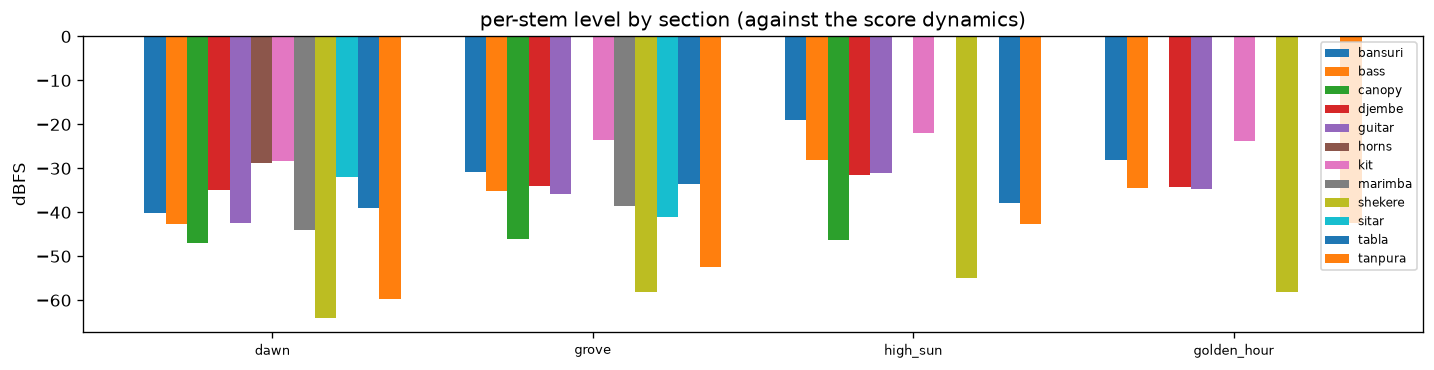 per-stem level by section (against the score dynamics)
dBFS
0
−10
−20
−30
−40
−50
−60
dawn
grove
high_sun
golden_hour
bansuri
bass
canopy
djembe
guitar
horns
kit
marimba
shekere
sitar
tabla
tanpura